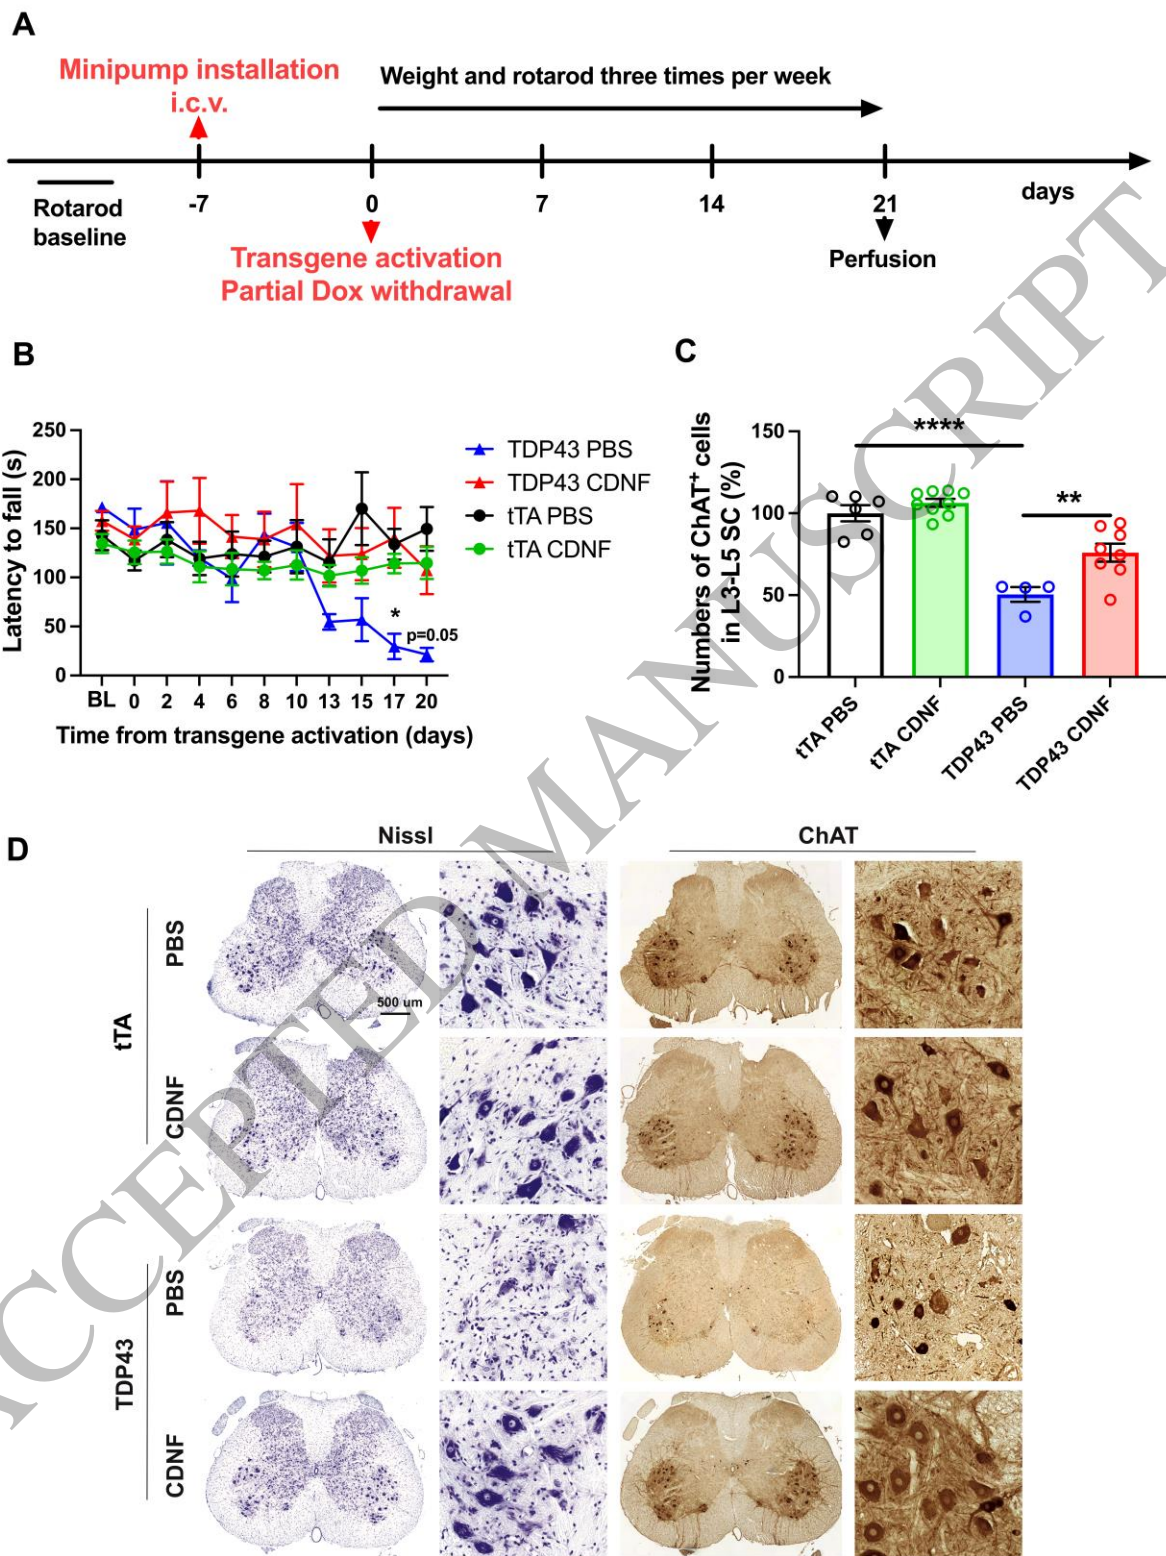 A
Minipump installation
i.c.v.
Weight and rotarod three times per week
Rotarod
baseline
-7
0
7
14
21
days
Transgene activation
Partial Dox withdrawal
Perfusion
B
Latency to fall (s)
250
200
150
100
50
0
BL 0 2 4 6 8 10 13 15 17 20
Time from transgene activation (days)
*
p=0.05
TDP43 PBS
TDP43 CDNF
tTA PBS
tTA CDNF
C
Numbers of ChAT+ cells
in L3-L5 SC (%)
150
100
50
0
****
**
tTA PBS
tTA CDNF
TDP43 PBS
TDP43 CDNF
D
Nissl
ChAT
tTA
PBS
500 um
CDNF
TDP43
PBS
CDNF
ACCEPTED MANUSCRIPT